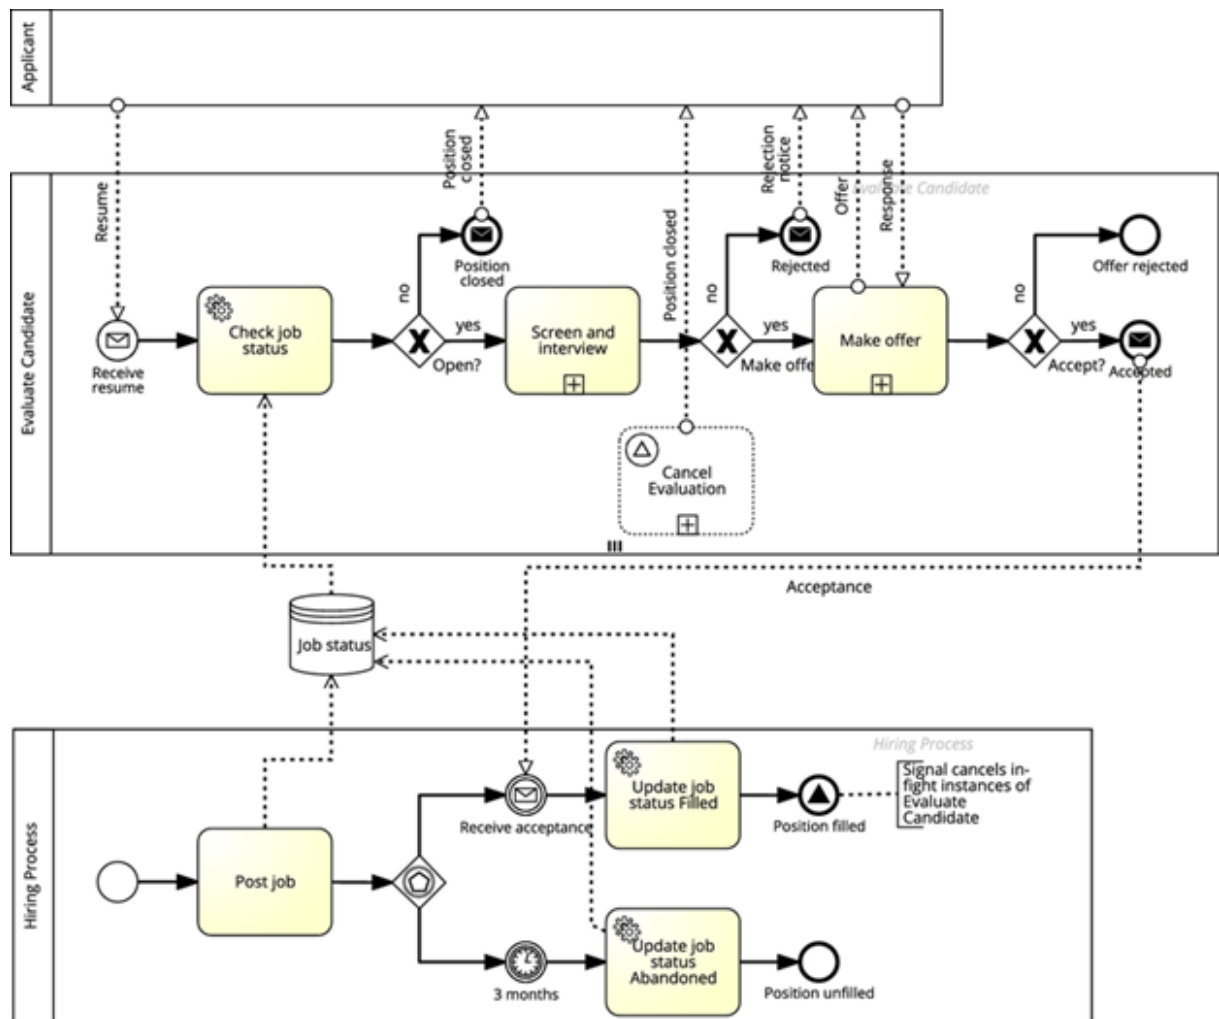 Applicant
Resume
Position
closed
Position closed
Rejection
notice
Offer
Response
Evaluate Candidate
Evaluate Candidate
Receive
resume
Check job
status
no
Position
closed
yes
Open?
Screen and
interview
no
Rejected
yes
Make offe
Make offer
no
Offer rejected
yes
Accept?
Accepted
Cancel
Evaluation
Acceptance
Job status
Hiring Process
Hiring Process
Post job
Receive acceptance
Update job
status Filled
Position filled
Signal cancels in-
fight instances of
Evaluate
Candidate
3 months
Update job
status
Abandoned
Position unfilled